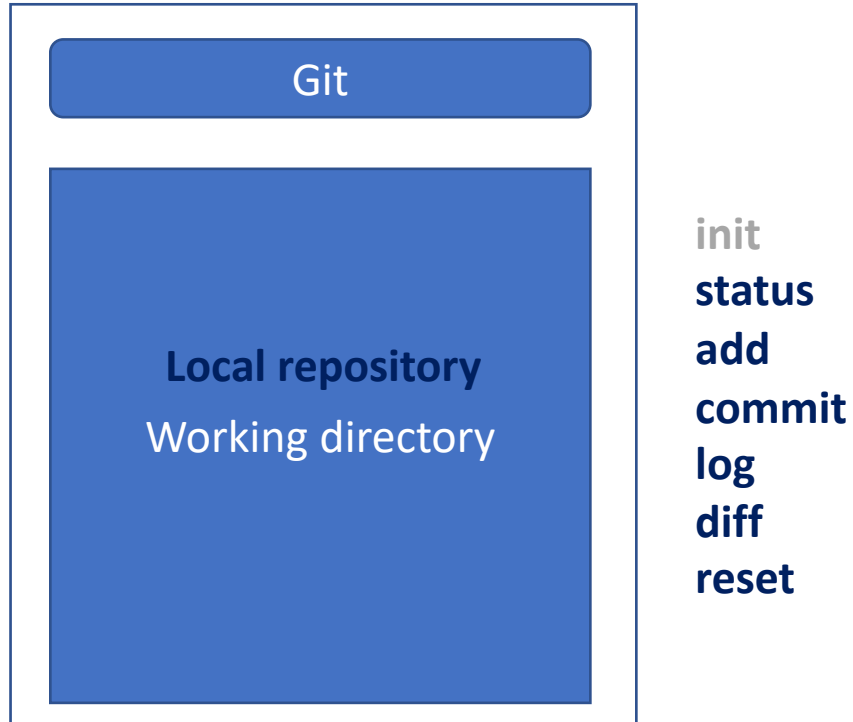 Git
Local repository
Working directory
init
status
add
commit
log
diff
reset